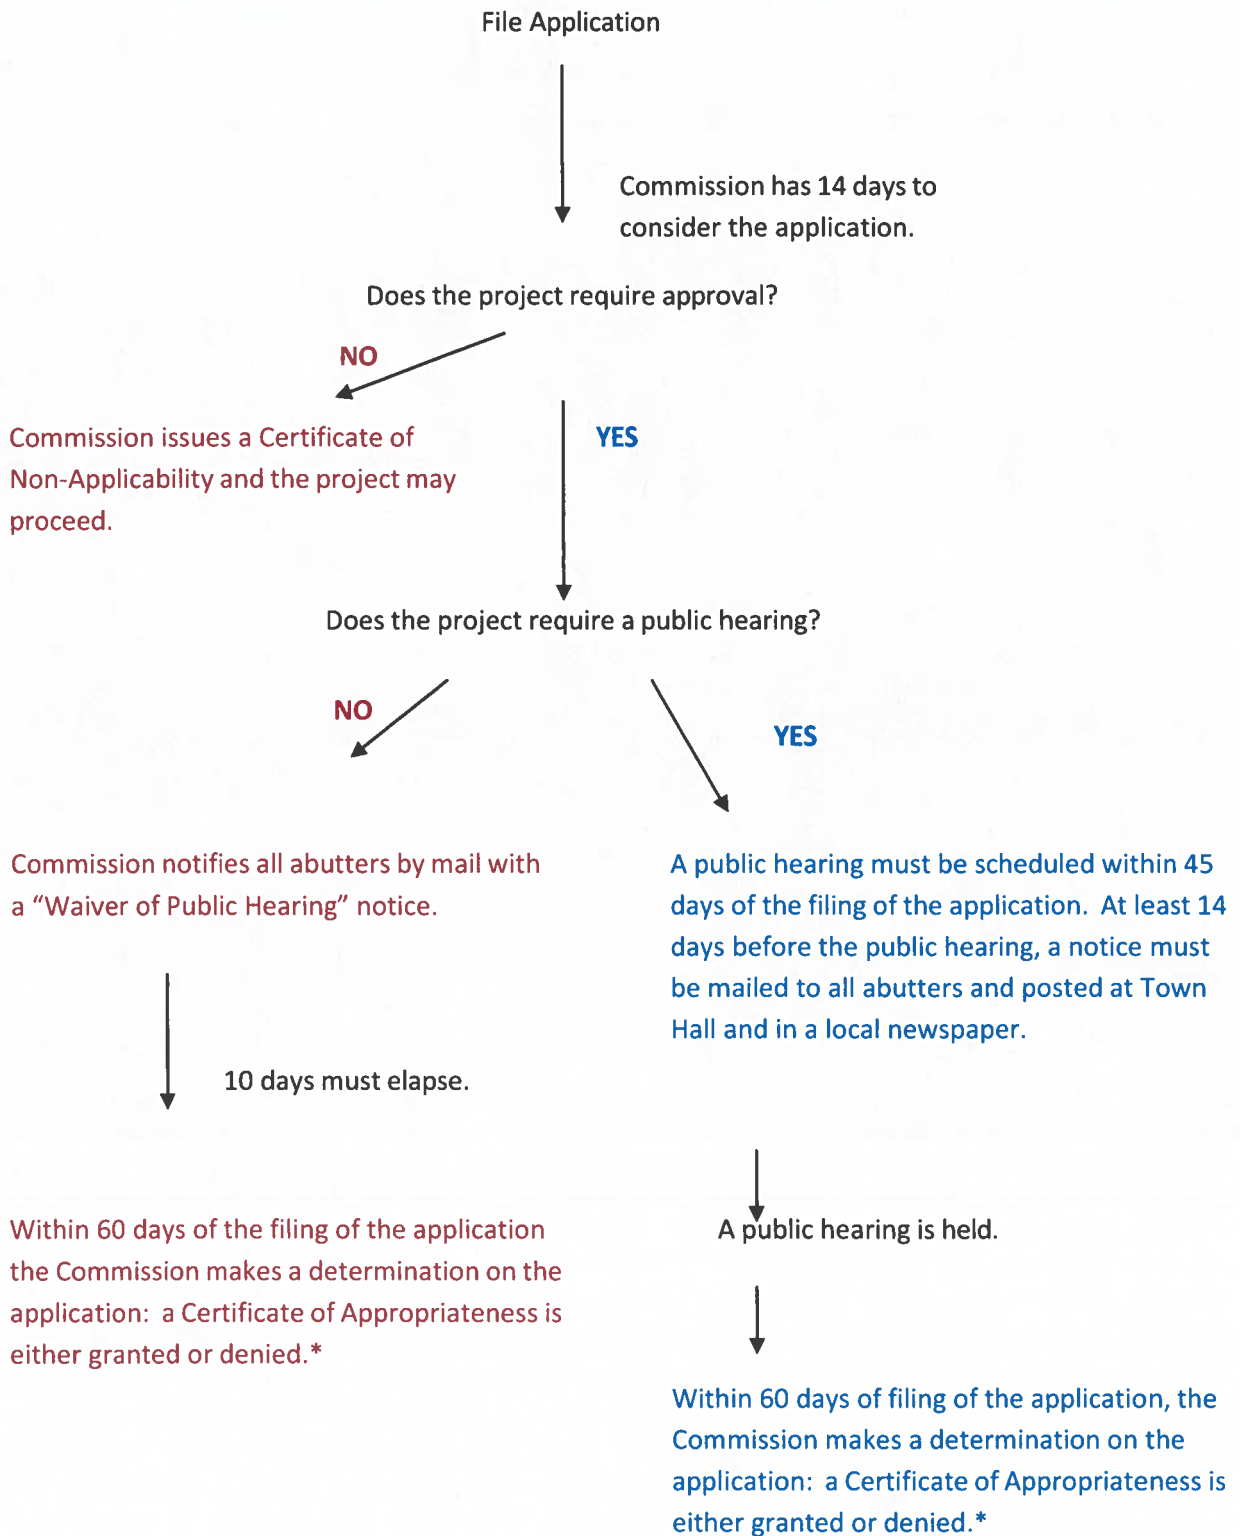 File Application
Commission has 14 days to
consider the application.
Does the project require approval?
NO
YES
Commission issues a Certificate of
Non-Applicability and the project may
proceed.
Does the project require a public hearing?
NO
YES
Commission notifies all abutters by mail with
a “Waiver of Public Hearing” notice.
10 days must elapse.
Within 60 days of the filing of the application
the Commission makes a determination on the
application:  a Certificate of Appropriateness is
either granted or denied.*
A public hearing must be scheduled within 45
days of the filing of the application.  At least 14
days before the public hearing, a notice must
be mailed to all abutters and posted at Town
Hall and in a local newspaper.
A public hearing is held.
Within 60 days of filing of the application, the
Commission makes a determination on the
application:  a Certificate of Appropriateness is
either granted or denied.*